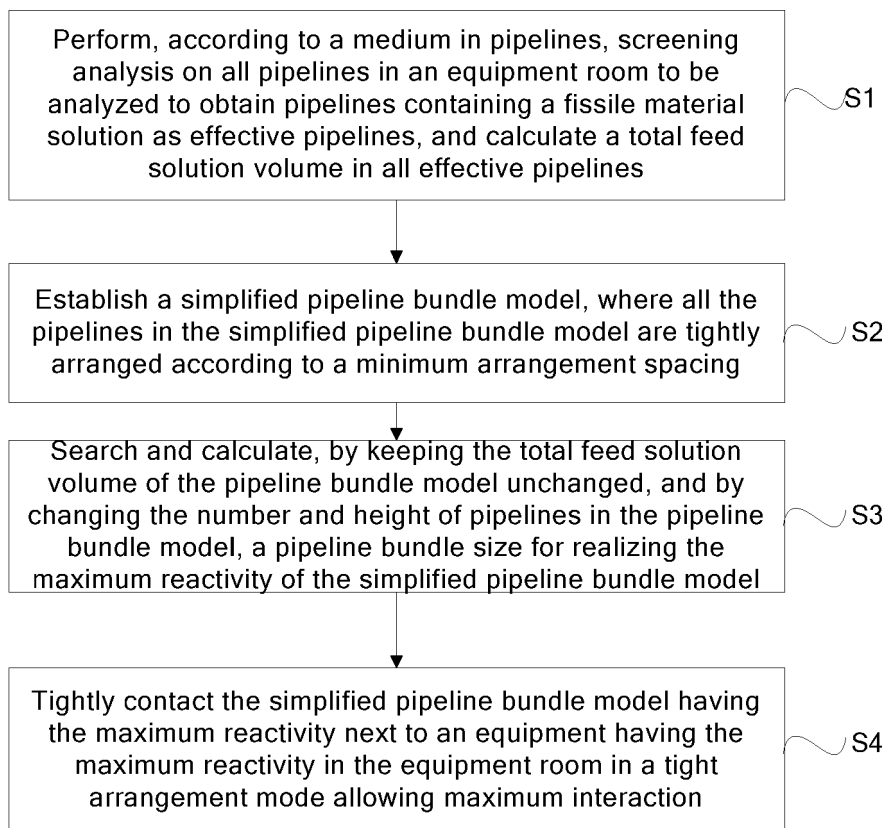 Perform, according to a medium in pipelines, screening
analysis on all pipelines in an equipment room to be
analyzed to obtain pipelines containing a fissile material
solution as effective pipelines, and calculate a total feed
solution volume in all effective pipelines
S1
Establish a simplified pipeline bundle model, where all the
pipelines in the simplified pipeline bundle model are tightly
arranged according to a minimum arrangement spacing
S2
Search and calculate, by keeping the total feed solution
volume of the pipeline bundle model unchanged, and by
changing the number and height of pipelines in the pipeline
bundle model, a pipeline bundle size for realizing the
maximum reactivity of the simplified pipeline bundle model
S3
Tightly contact the simplified pipeline bundle model having
the maximum reactivity next to an equipment having the
maximum reactivity in the equipment room in a tight
arrangement mode allowing maximum interaction
S4